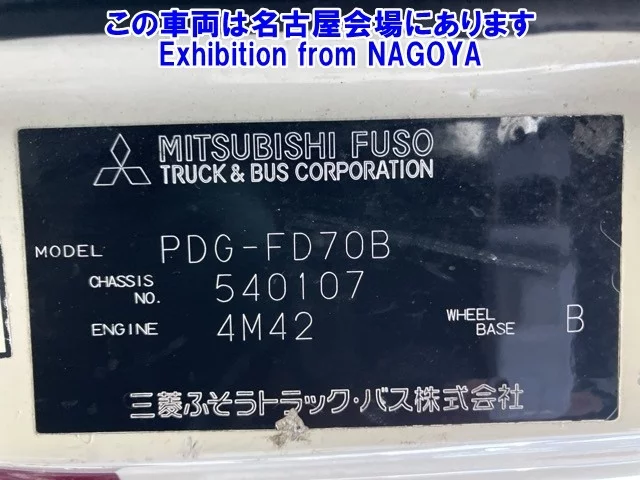 この車両は名古屋会場にあります
Exhibition from NAGOYA
MITSUBISHI FUSO
TRUCK & BUS CORPORATION
MODEL PDG-FD70B
CHASSIS NO. 540107
ENGINE 4M42 WHEEL BASE B
三菱ふそうトラック・バス株式会社